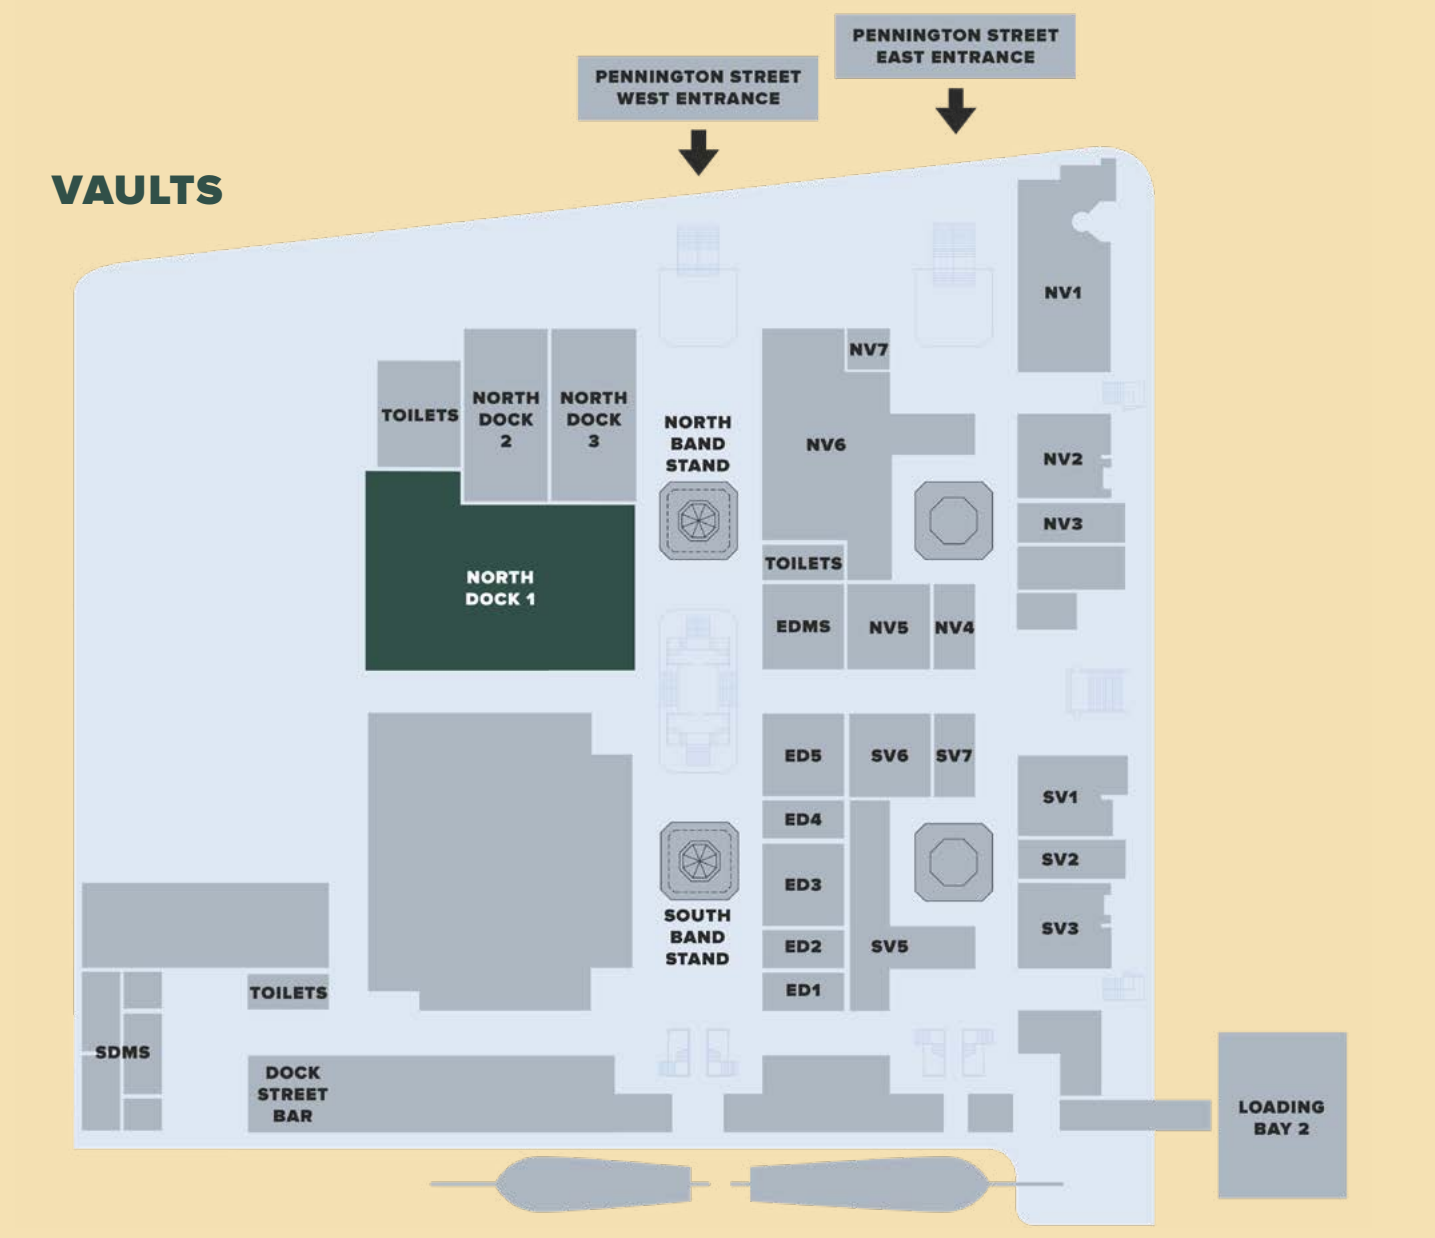 PENNINGTON STREET
EAST ENTRANCE
PENNINGTON STREET
WEST ENTRANCE
VAULTS
NV1
NV7
TOILETS
NORTH
DOCK
2
NORTH
DOCK
3
NORTH
BAND
STAND
NV6
NV2
NV3
TOILETS
NORTH
DOCK 1
EDMS
NV5
NV4
ED5
SV6
SV7
SV1
ED4
SV2
ED3
SOUTH
BAND
STAND
SV3
ED2
SV5
ED1
TOILETS
SDMS
DOCK
STREET
BAR
LOADING
BAY 2